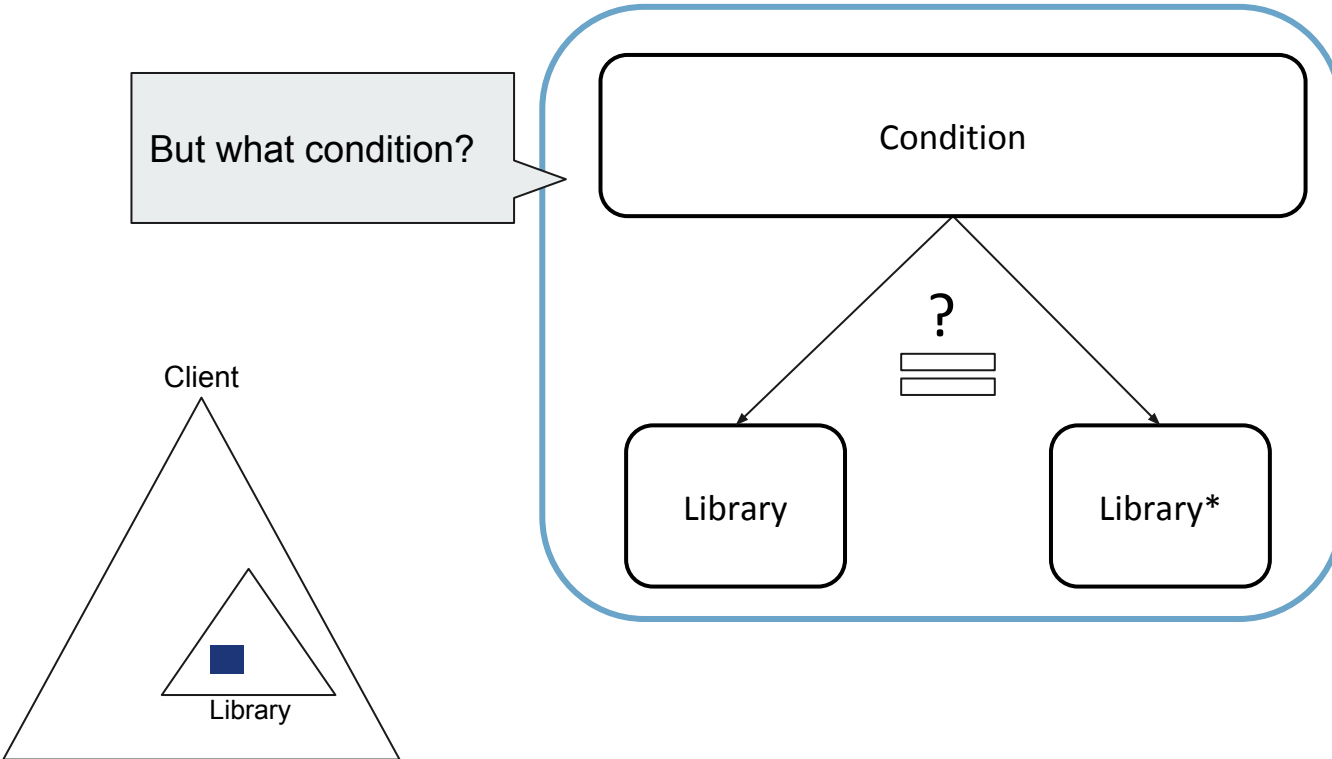 But what condition?
Condition
?
Client
Library
Library*
Library